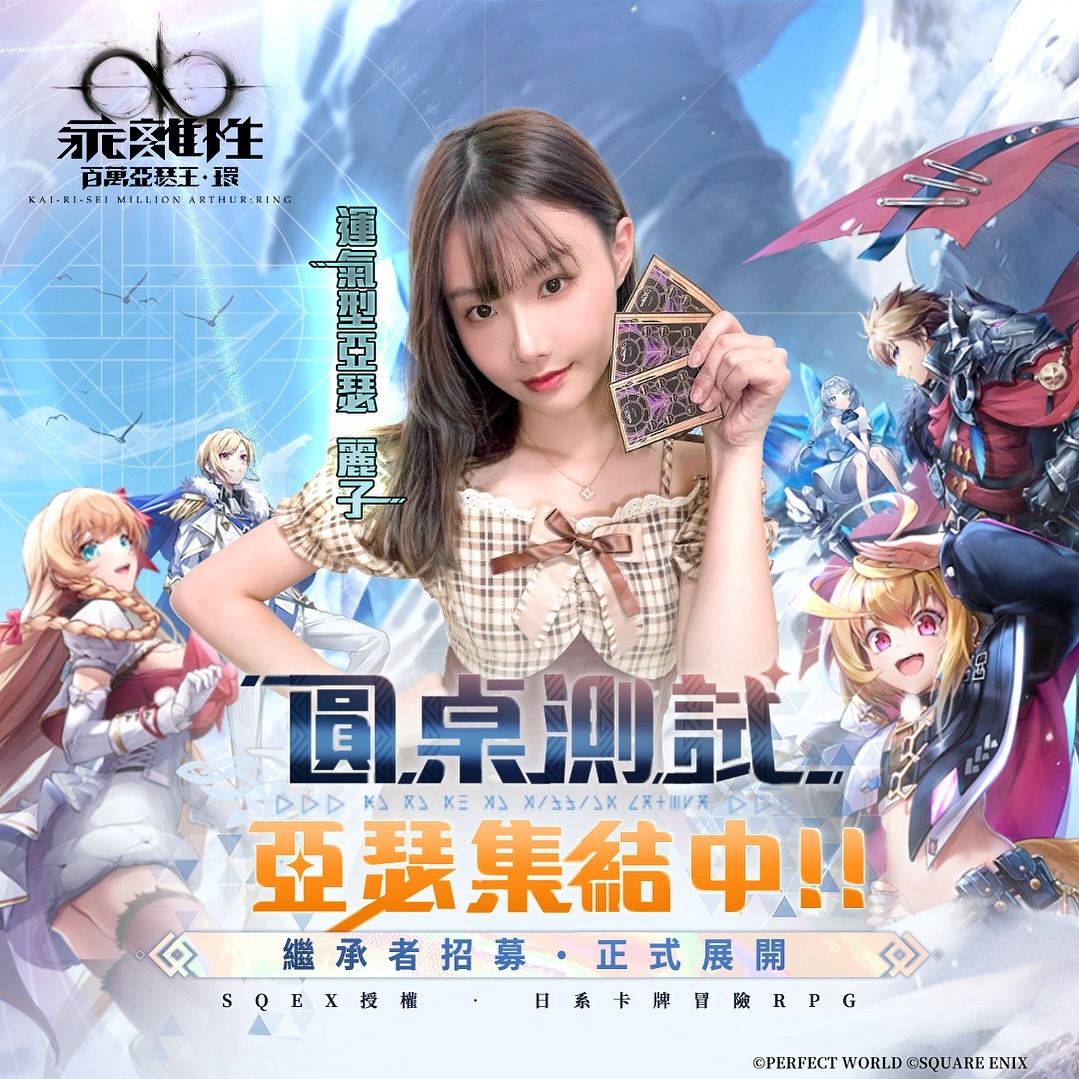 乖離性
百萬亞瑟王・環
KAI-RI-SEI MILLION ARTHUR:RING
運氣型亞瑟 麗子
圓桌測試
亞瑟集結中!!
繼承者招募・正式展開
SQEX授權 · 日系卡牌冒險RPG
©PERFECT WORLD ©SQUARE ENIX